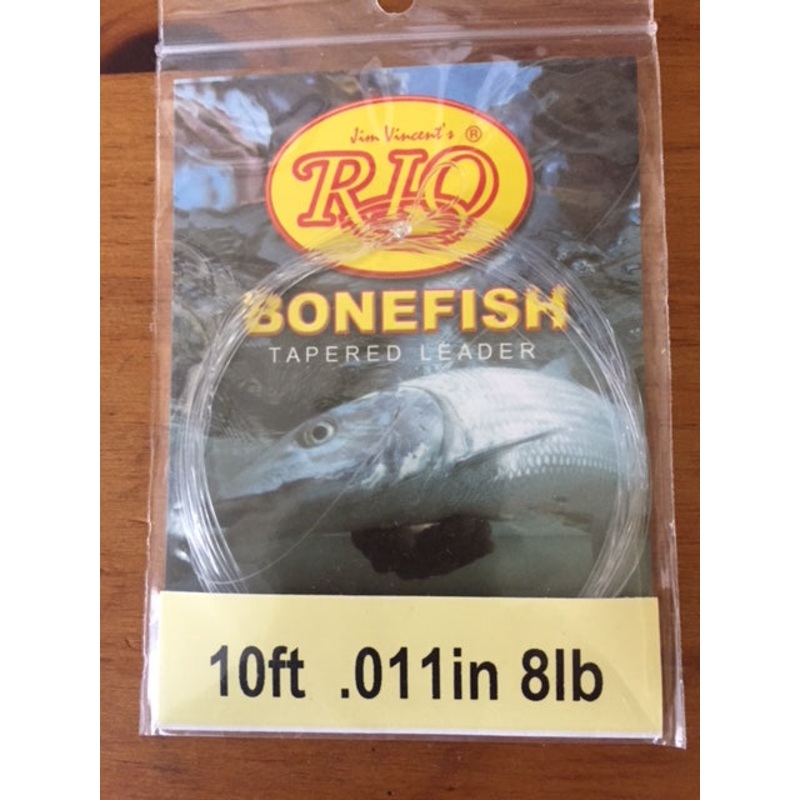 Jim Vincent's ®
RIO
BONEFISH
TAPERED LEADER
10ft .011in 8lb